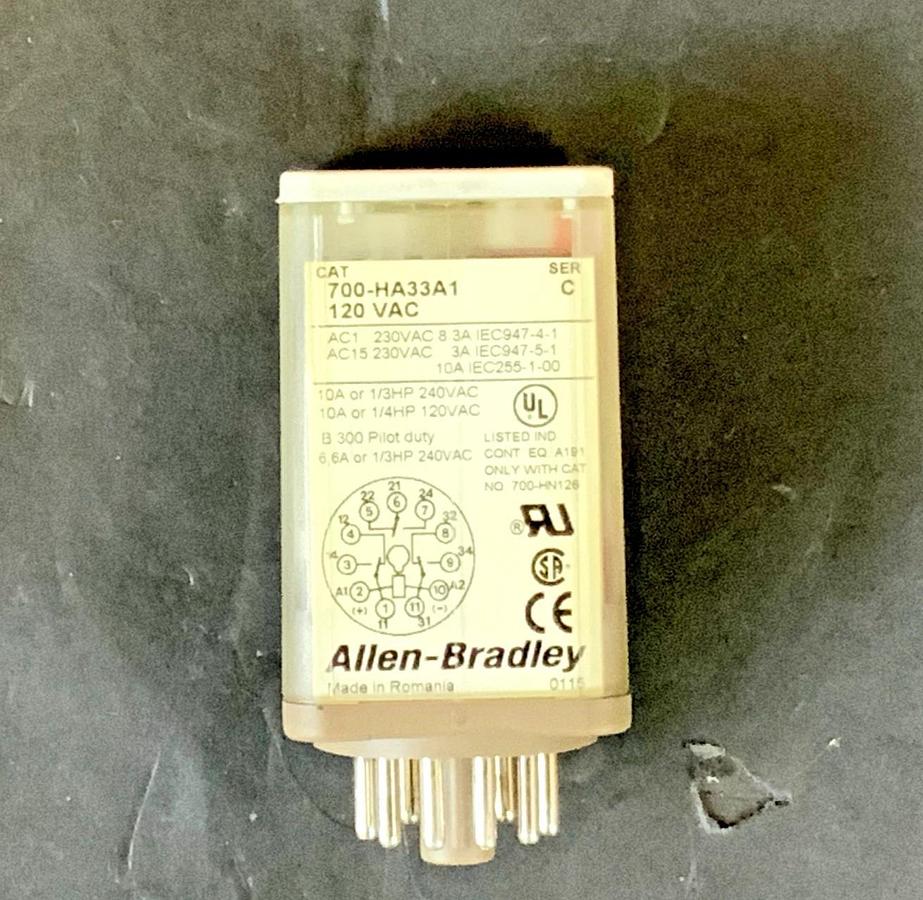 CAT SER
700-HA33A1 C
120 VAC
AC1 230VAC 8.3A IEC947-4-1
AC15 230VAC 3A IEC947-5-1
10A IEC255-1-00
10A or 1/3HP 240VAC
10A or 1/4HP 120VAC
UL
B 300 Pilot duty
6,6A or 1/3HP 240VAC
LISTED IND
CONT EQ A191
ONLY WITH CAT
NO 700-HN126
21
22 24
6
5 7
12 32
4 8
14 34
3 9
A1 2 10 A2
(+) 1 11 (-)
11 31
® RU
SA
CE
Allen-Bradley
Made in Romania 0115